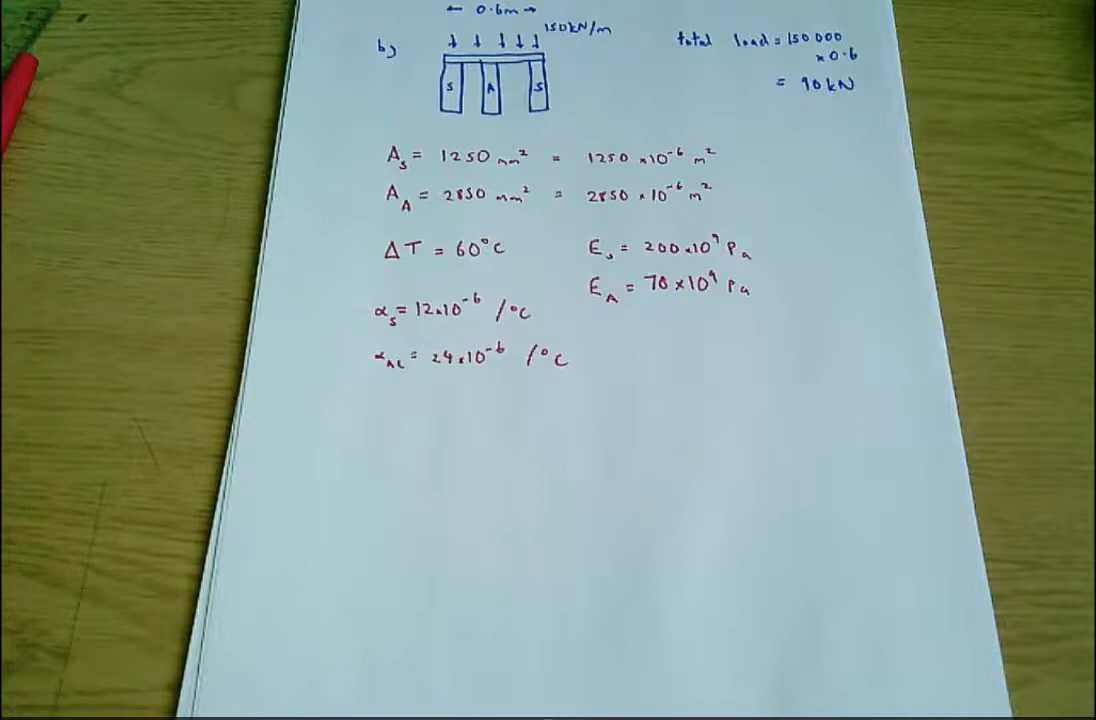 ← 0.6m →
150kN/m
b)
S A S
total load = 150 000
× 0.6
= 90 kN
A_S = 1250 mm² = 1250 × 10⁻⁶ m²
A_A = 2850 mm² = 2850 × 10⁻⁶ m²
ΔT = 60°C
E_s = 200×10⁹ Pa
E_A = 70×10⁹ Pa
α_S = 12×10⁻⁶ /°C
α_AL = 24×10⁻⁶ /°C